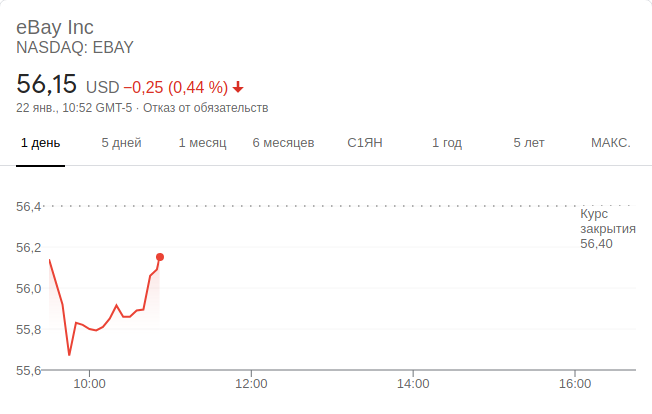 eBay Inc
NASDAQ: EBAY
56,15 USD −0,25 (0,44 %)
22 янв., 10:52 GMT-5 · Отказ от обязательств
1 день 5 дней 1 месяц 6 месяцев С1ЯН 1 год 5 лет МАКС.
56,4
Курс
закрытия
56,40
56,2
56,0
55,8
55,6
10:00 12:00 14:00 16:00